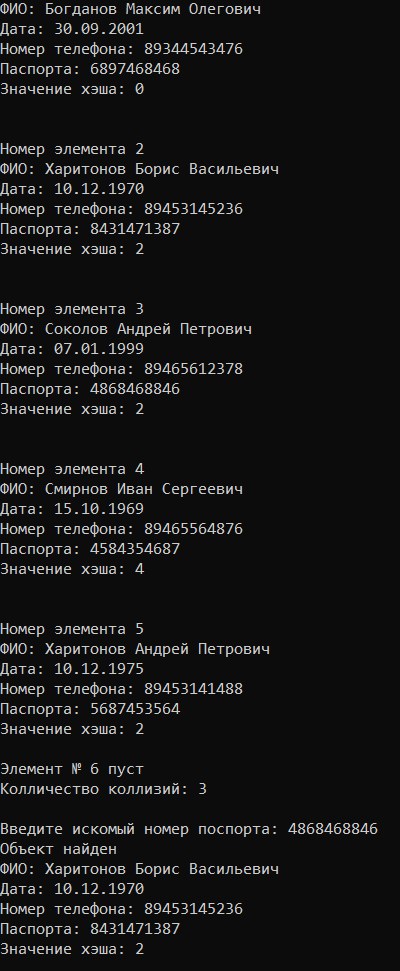 ФИО: Богданов Максим Олегович
Дата: 30.09.2001
Номер телефона: 89344543476
Паспорта: 6897468468
Значение хэша: 0
Номер элемента 2
ФИО: Харитонов Борис Васильевич
Дата: 10.12.1970
Номер телефона: 89453145236
Паспорта: 8431471387
Значение хэша: 2
Номер элемента 3
ФИО: Соколов Андрей Петрович
Дата: 07.01.1999
Номер телефона: 89465612378
Паспорта: 4868468846
Значение хэша: 2
Номер элемента 4
ФИО: Смирнов Иван Сергеевич
Дата: 15.10.1969
Номер телефона: 89465564876
Паспорта: 4584354687
Значение хэша: 4
Номер элемента 5
ФИО: Харитонов Андрей Петрович
Дата: 10.12.1975
Номер телефона: 89453141488
Паспорта: 5687453564
Значение хэша: 2
Элемент № 6 пуст
Колличество коллизий: 3
Введите искомый номер поспорта: 4868468846
Объект найден
ФИО: Харитонов Борис Васильевич
Дата: 10.12.1970
Номер телефона: 89453145236
Паспорта: 8431471387
Значение хэша: 2